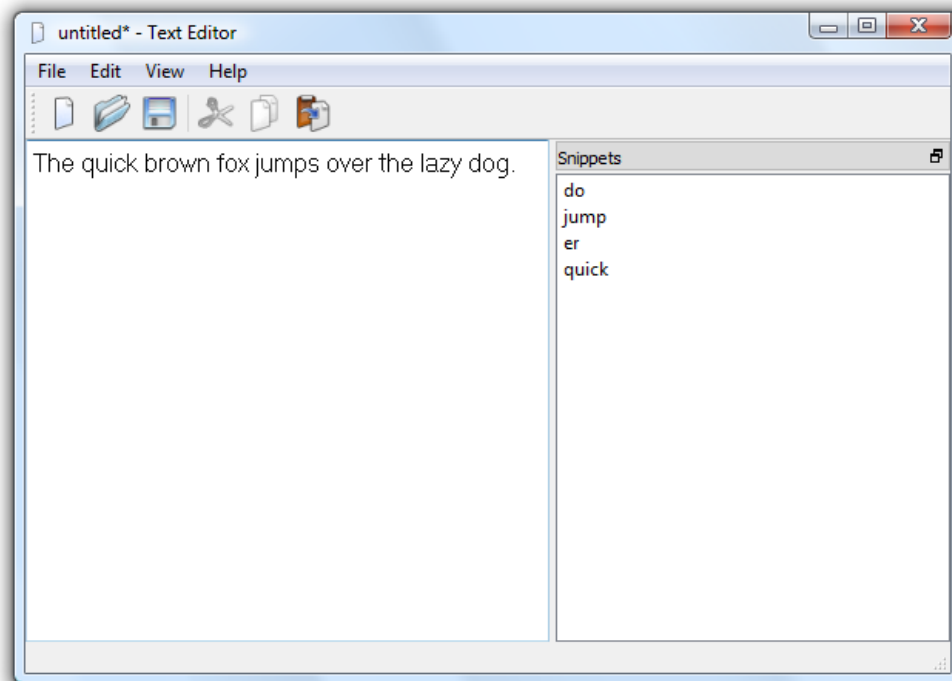 untitled* - Text Editor
File Edit View Help
The quick brown fox jumps over the lazy dog.
Snippets
do
jump
er
quick